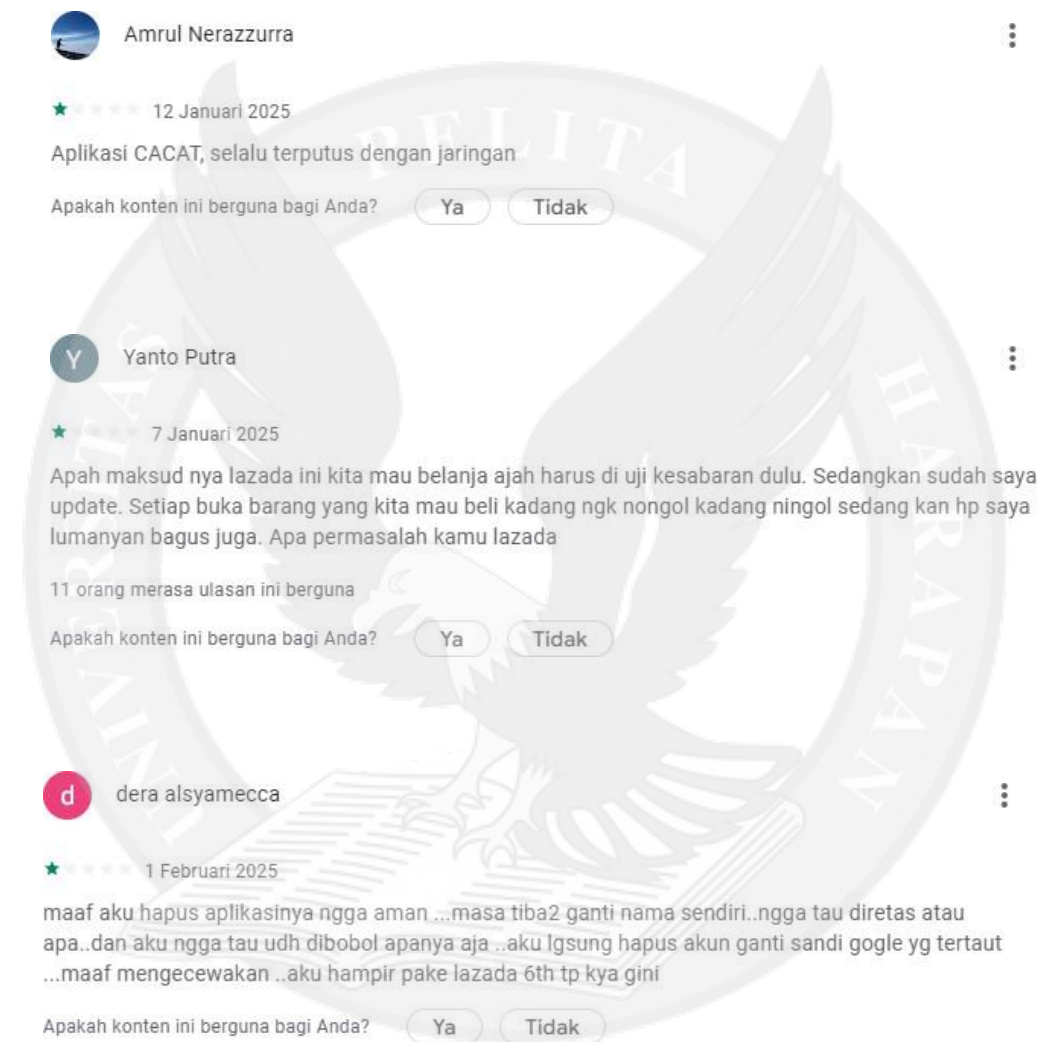 Amrul Nerazzurra
12 Januari 2025
Aplikasi CACAT, selalu terputus dengan jaringan
Apakah konten ini berguna bagi Anda? Ya Tidak
Y Yanto Putra
7 Januari 2025
Apah maksud nya lazada ini kita mau belanja ajah harus di uji kesabaran dulu. Sedangkan sudah saya
update. Setiap buka barang yang kita mau beli kadang ngk nongol kadang ningol sedang kan hp saya
lumanyan bagus juga. Apa permasalah kamu lazada
11 orang merasa ulasan ini berguna
Apakah konten ini berguna bagi Anda? Ya Tidak
d dera alsyamecca
1 Februari 2025
maaf aku hapus aplikasinya ngga aman ...masa tiba2 ganti nama sendiri..ngga tau diretas atau
apa..dan aku ngga tau udh dibobol apanya aja ..aku lgsung hapus akun ganti sandi gogle yg tertaut
...maaf mengecewakan ..aku hampir pake lazada 6th tp kya gini
Apakah konten ini berguna bagi Anda? Ya Tidak
UNIVERSITAS PELITA HARAPAN